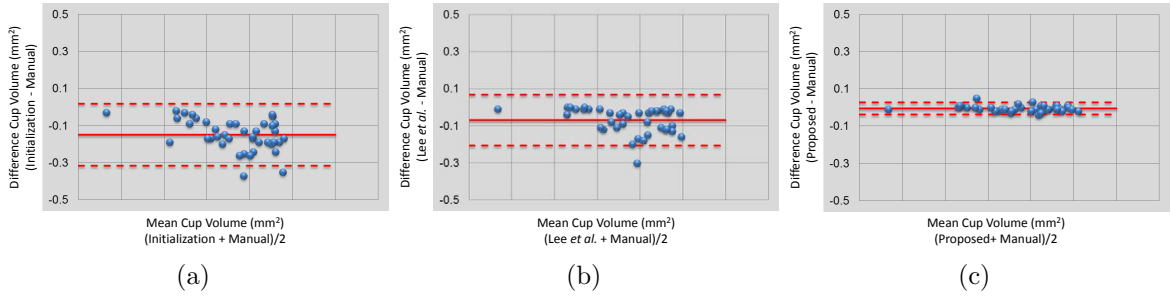 Difference Cup Volume (mm²)
(Initialization - Manual)
0.5
0.3
0.1
-0.1
-0.3
-0.5
Mean Cup Volume (mm²)
(Initialization + Manual)/2
(a)
Difference Cup Volume (mm²)
(Lee et al. - Manual)
0.5
0.3
0.1
-0.1
-0.3
-0.5
Mean Cup Volume (mm²)
(Lee et al. + Manual)/2
(b)
Difference Cup Volume (mm²)
(Proposed - Manual)
0.5
0.3
0.1
-0.1
-0.3
-0.5
Mean Cup Volume (mm²)
(Proposed+ Manual)/2
(c)